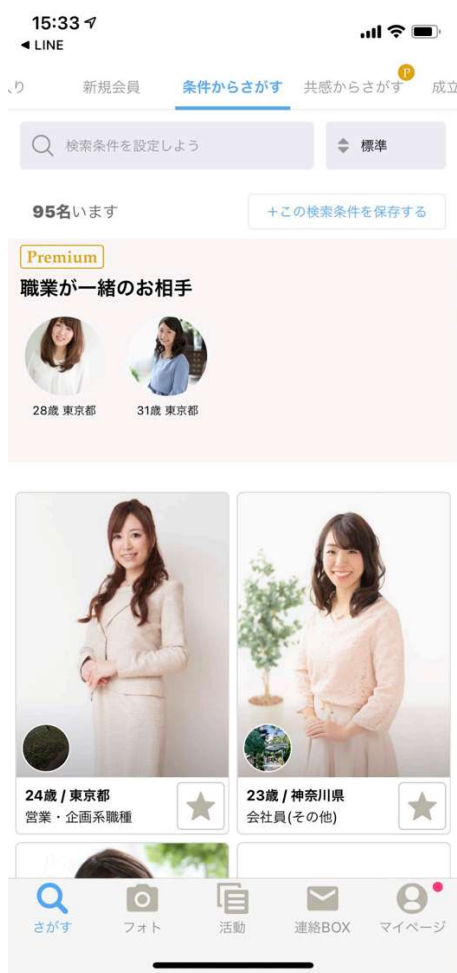 15:33
◀ LINE
入り 新規会員 条件からさがす 共感からさがす P 成立
検索条件を設定しよう 標準
95名います +この検索条件を保存する
Premium
職業が一緒のお相手
28歳 東京都 31歳 東京都
24歳 / 東京都 23歳 / 神奈川県
営業・企画系職種 会社員(その他)
さがす フォト 活動 連絡BOX マイページ